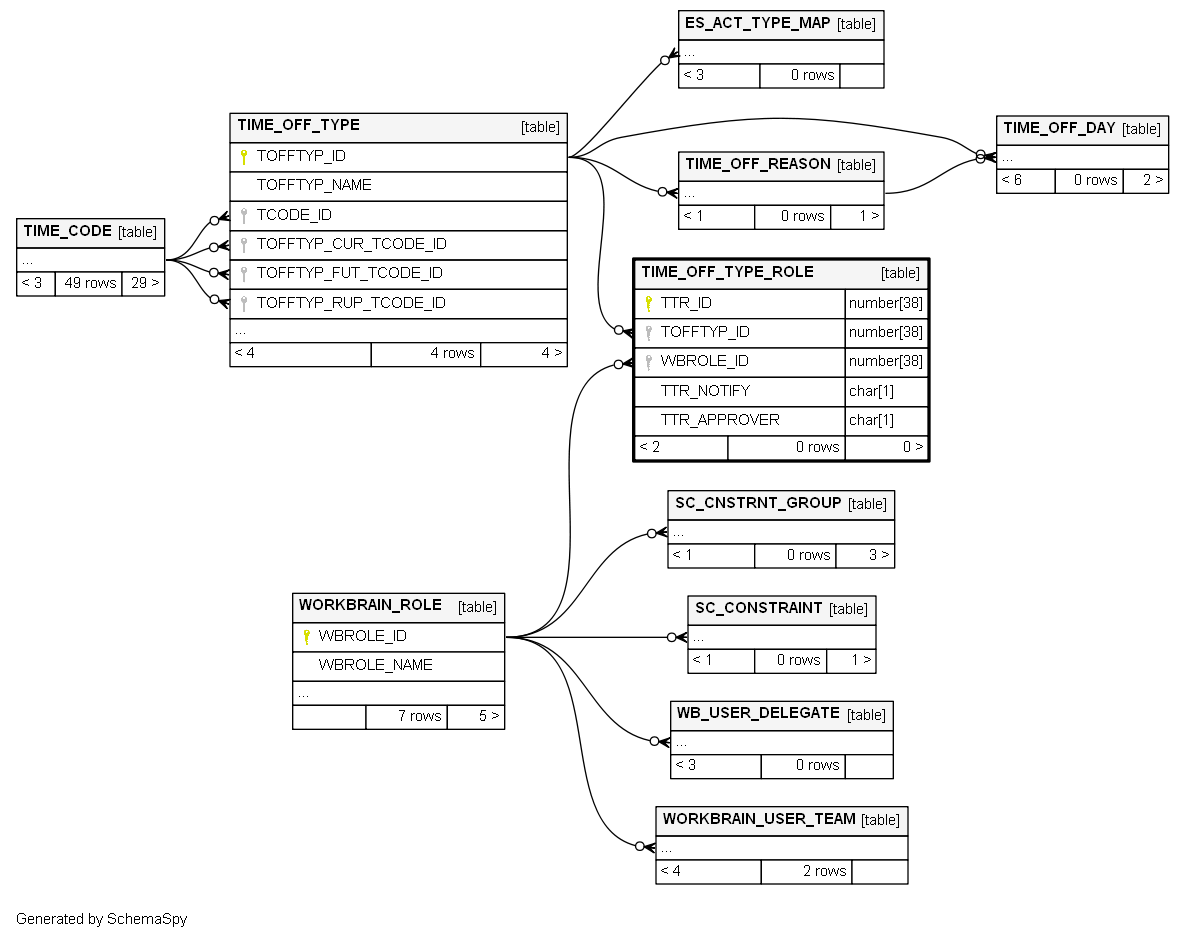 ES_ACT_TYPE_MAP [table]
...
< 3 0 rows
TIME_OFF_TYPE [table]
TOFFTYP_ID
TOFFTYP_NAME
TCODE_ID
TOFFTYP_CUR_TCODE_ID
TOFFTYP_FUT_TCODE_ID
TOFFTYP_RUP_TCODE_ID
...
< 4 4 rows 4 >
TIME_OFF_DAY [table]
...
< 6 0 rows 2 >
TIME_OFF_REASON [table]
...
< 1 0 rows 1 >
TIME_CODE [table]
...
< 3 49 rows 29 >
TIME_OFF_TYPE_ROLE [table]
TTR_ID number[38]
TOFFTYP_ID number[38]
WBROLE_ID number[38]
TTR_NOTIFY char[1]
TTR_APPROVER char[1]
< 2 0 rows 0 >
SC_CNSTRNT_GROUP [table]
...
< 1 0 rows 3 >
WORKBRAIN_ROLE [table]
WBROLE_ID
WBROLE_NAME
...
7 rows 5 >
SC_CONSTRAINT [table]
...
< 1 0 rows 1 >
WB_USER_DELEGATE [table]
...
< 3 0 rows
WORKBRAIN_USER_TEAM [table]
...
< 4 2 rows
Generated by SchemaSpy